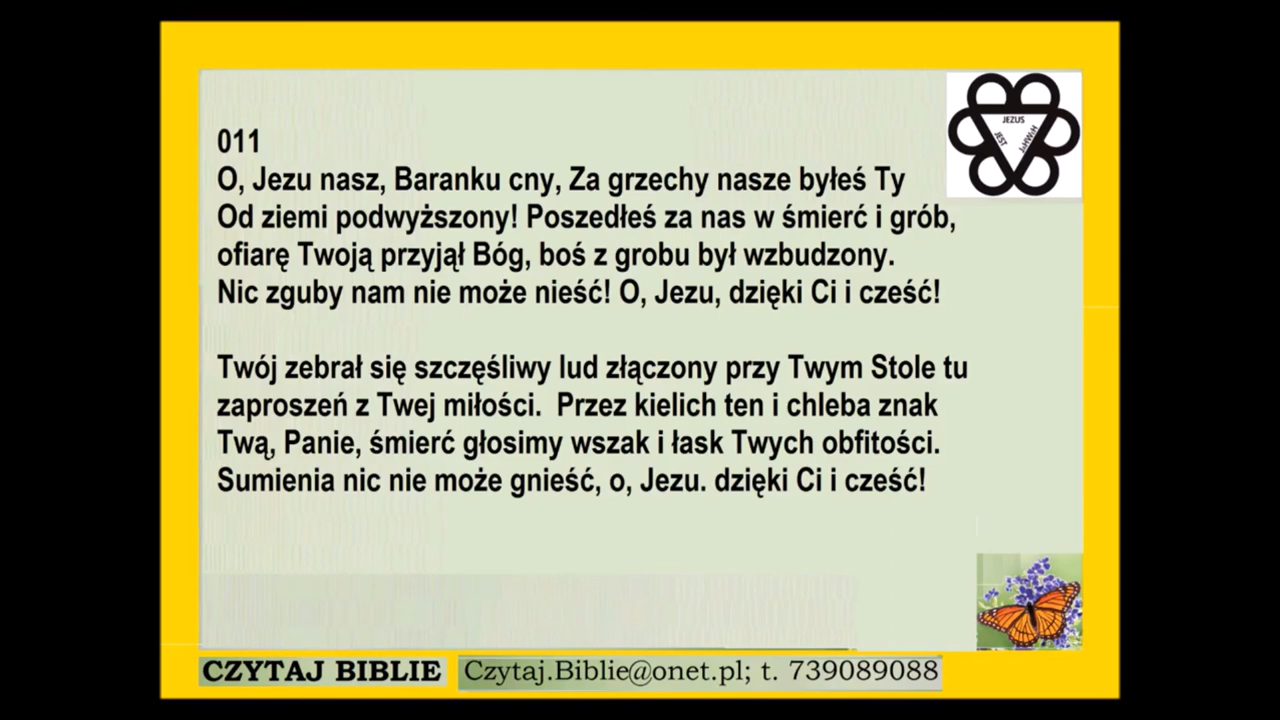 011
O, Jezu nasz, Baranku cny, Za grzechy nasze byłeś Ty
Od ziemi podwyższony! Poszedłeś za nas w śmierć i grób,
ofiarę Twoją przyjął Bóg, boś z grobu był wzbudzony.
Nic zguby nam nie może nieść! O, Jezu, dzięki Ci i cześć!
Twój zebrał się szczęśliwy lud złączony przy Twym Stole tu
zaproszeń z Twej miłości.  Przez kielich ten i chleba znak
Twą, Panie, śmierć głosimy wszak i łask Twych obfitości.
Sumienia nic nie może gnieść, o, Jezu. dzięki Ci i cześć!
JEZUS
JEST
JaHWeH
CZYTAJ BIBLIE
Czytaj.Biblie@onet.pl; t. 739089088